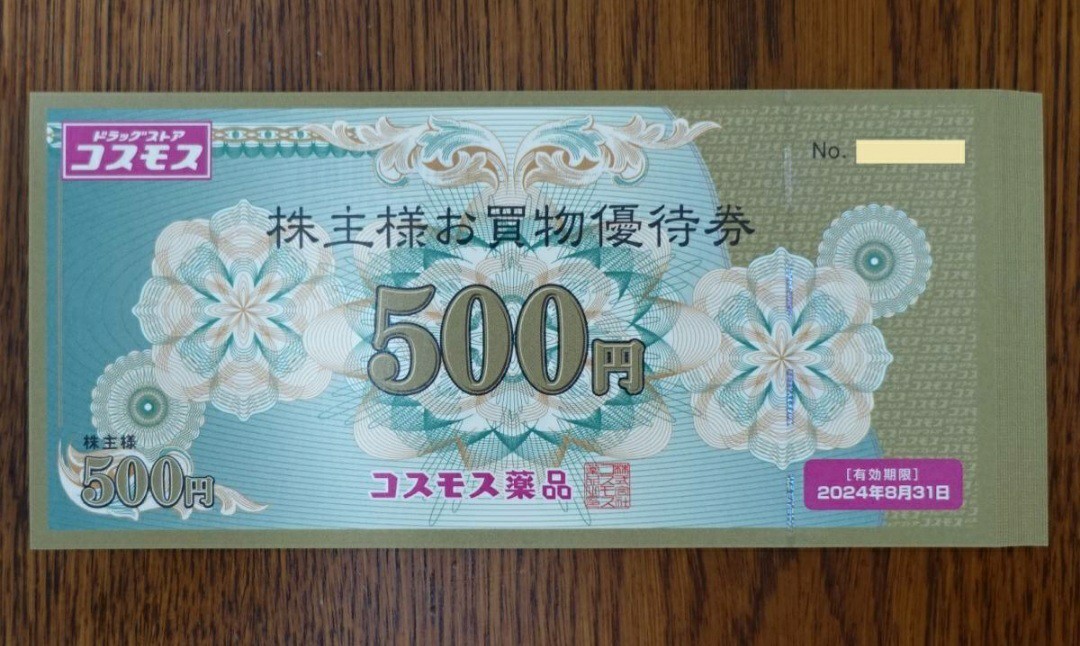 ドラッグストア
コスモス
No.
株主様お買物優待券
500円
株主様
500円
コスモス薬品
[有効期限]
2024年8月31日